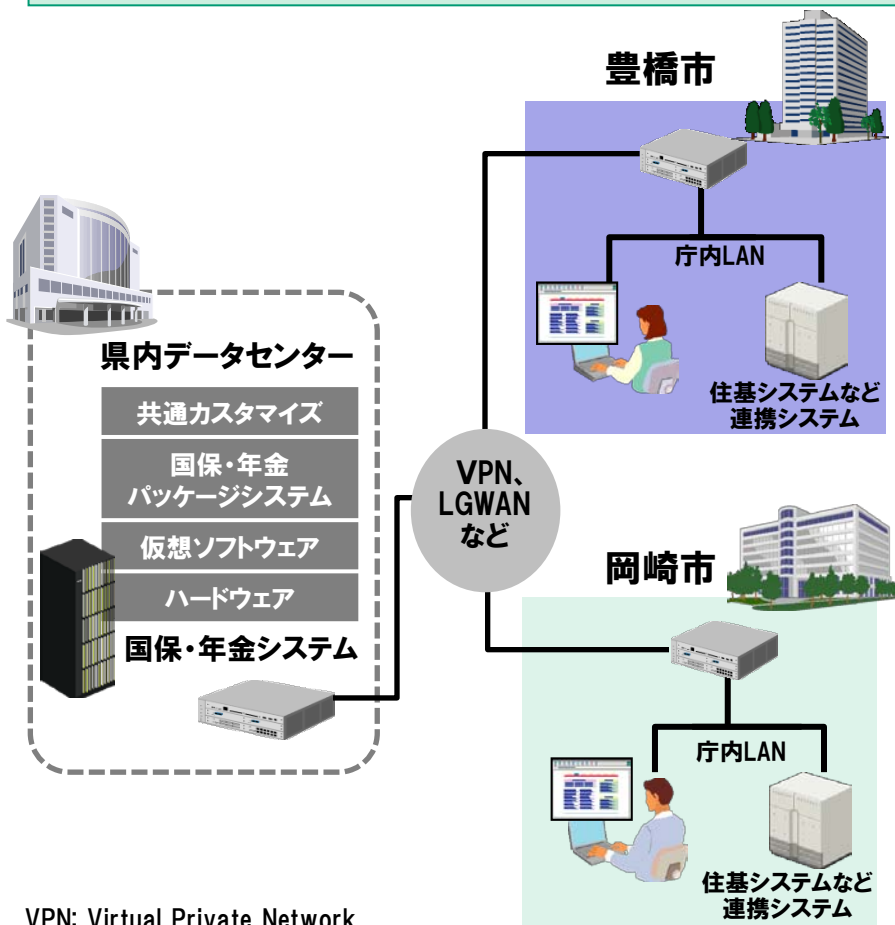 豊橋市
庁内LAN
住基システムなど
連携システム
県内データセンター
共通カスタマイズ
国保・年金
パッケージシステム
仮想ソフトウェア
ハードウェア
国保・年金システム
VPN、
LGWAN
など
岡崎市
庁内LAN
住基システムなど
連携システム
VPN: Virtual Private Network